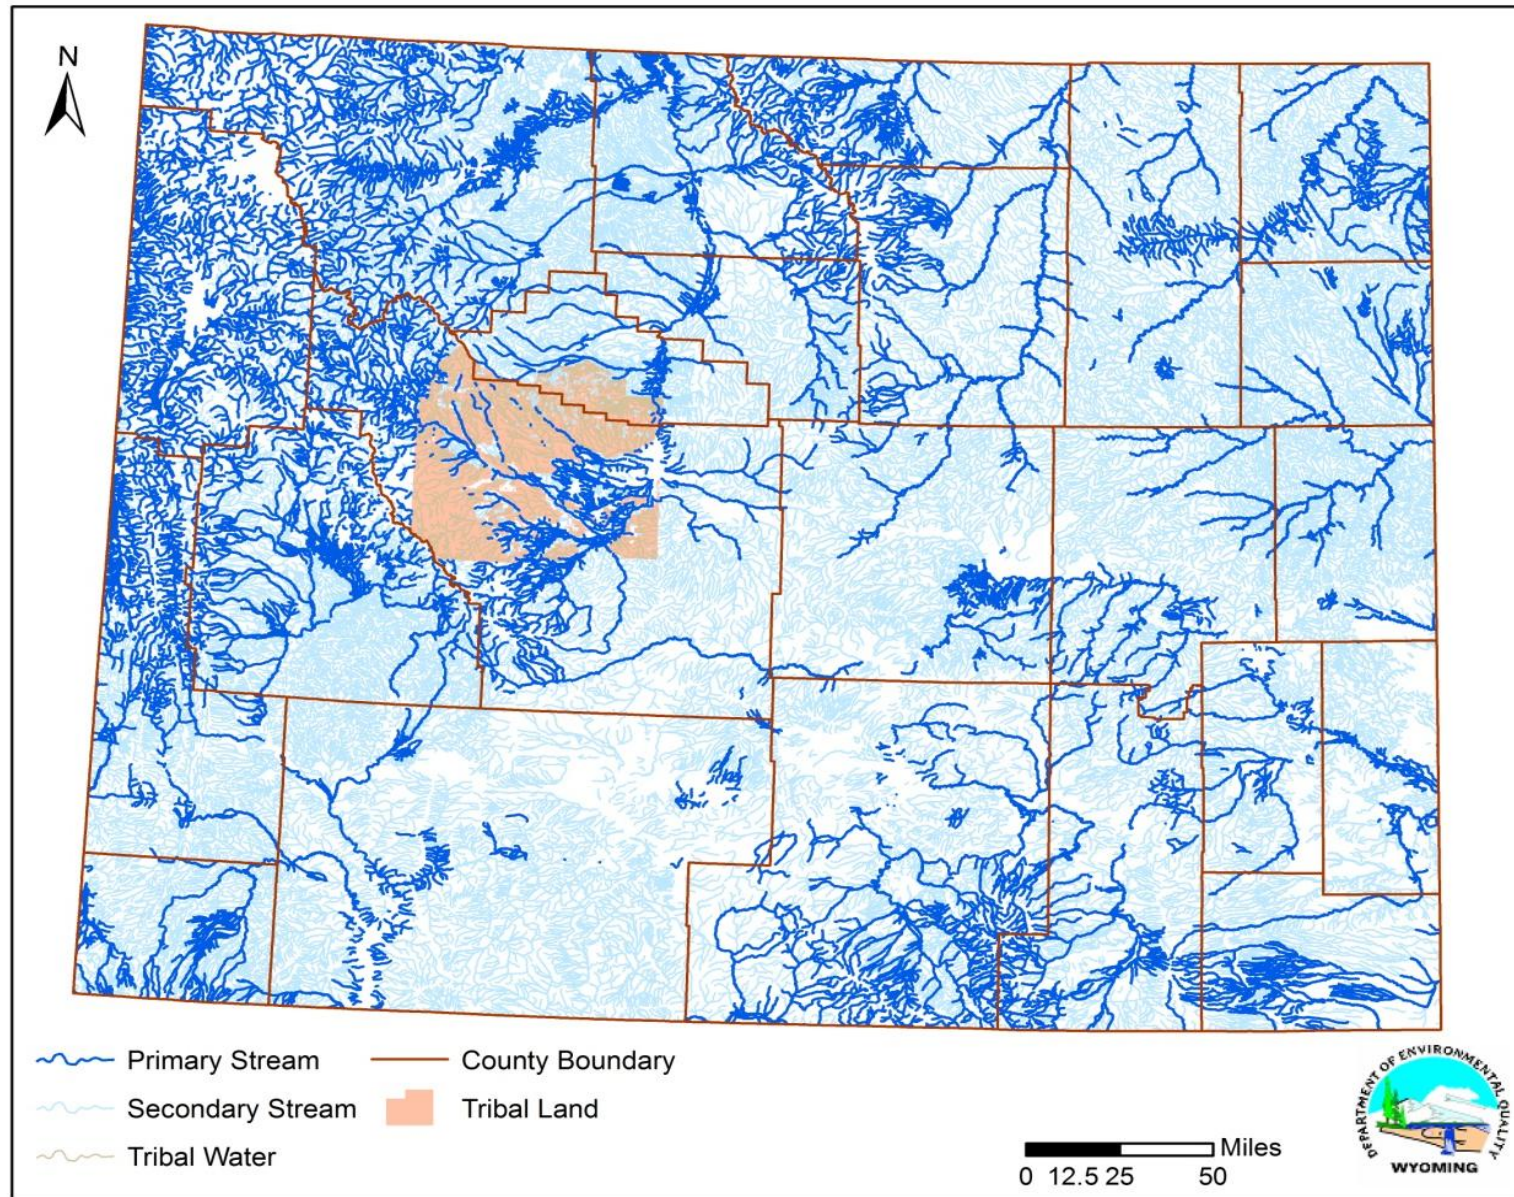 N
Primary Stream
County Boundary
Secondary Stream
Tribal Land
Tribal Water
Miles
0 12.5 25 50
DEPARTMENT OF ENVIRONMENTAL QUALITY
WYOMING